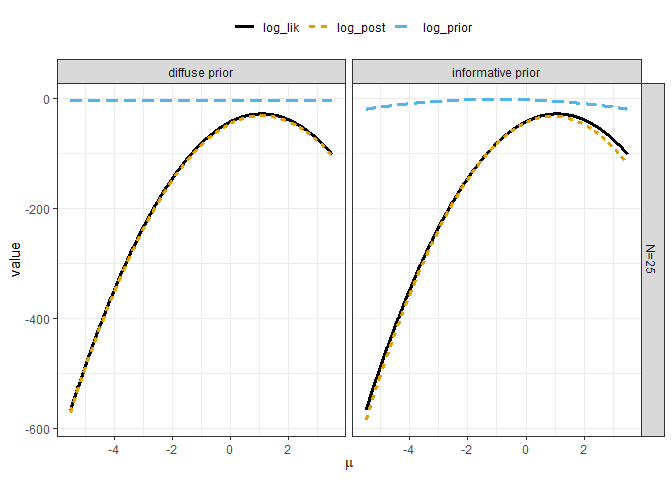 log_lik log_post log_prior
diffuse prior informative prior
0
-200
-400
-600
value
N=25
-4 -2 0 2 -4 -2 0 2
μ